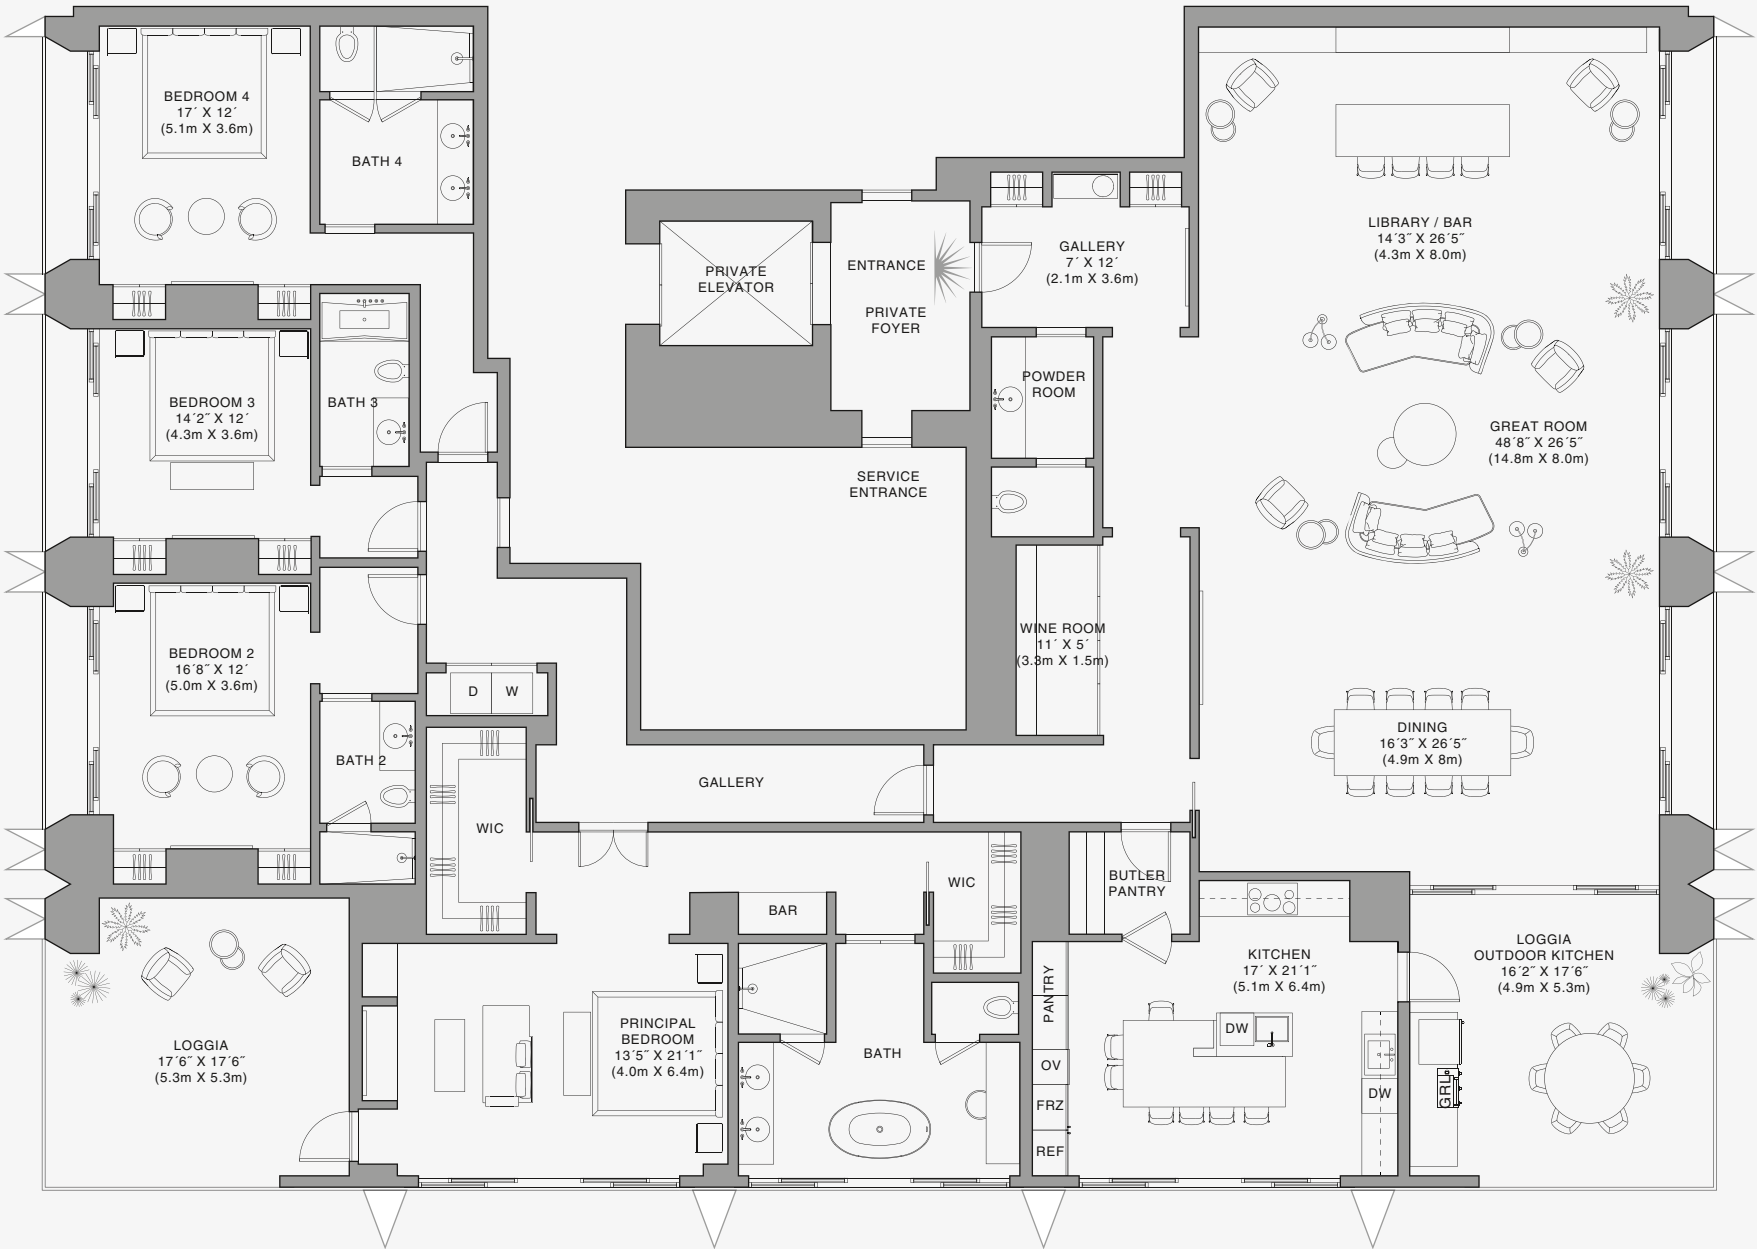 BEDROOM 4
17´ X 12´
(5.1m X 3.6m)
BATH 4
PRIVATE
ELEVATOR
ENTRANCE
PRIVATE
FOYER
GALLERY
7´ X 12´
(2.1m X 3.6m)
LIBRARY / BAR
14´3˝ X 26´5˝
(4.3m X 8.0m)
BEDROOM 3
14´2˝ X 12´
(4.3m X 3.6m)
BATH 3
POWDER
ROOM
GREAT ROOM
48´8˝ X 26´5˝
(14.8m X 8.0m)
SERVICE
ENTRANCE
BEDROOM 2
16´8˝ X 12´
(5.0m X 3.6m)
D
W
WINE ROOM
11´ X 5´
(3.3m X 1.5m)
BATH 2
DINING
16´3˝ X 26´5˝
(4.9m X 8m)
GALLERY
WIC
WIC
BUTLER
PANTRY
BAR
LOGGIA
OUTDOOR KITCHEN
16´2˝ X 17´6˝
(4.9m X 5.3m)
KITCHEN
17´ X 21´1˝
(5.1m X 6.4m)
PANTRY
LOGGIA
17´6˝ X 17´6˝
(5.3m X 5.3m)
PRINCIPAL
BEDROOM
13´5˝ X 21´1˝
(4.0m X 6.4m)
BATH
DW
OV
FRZ
REF
DW
GRL